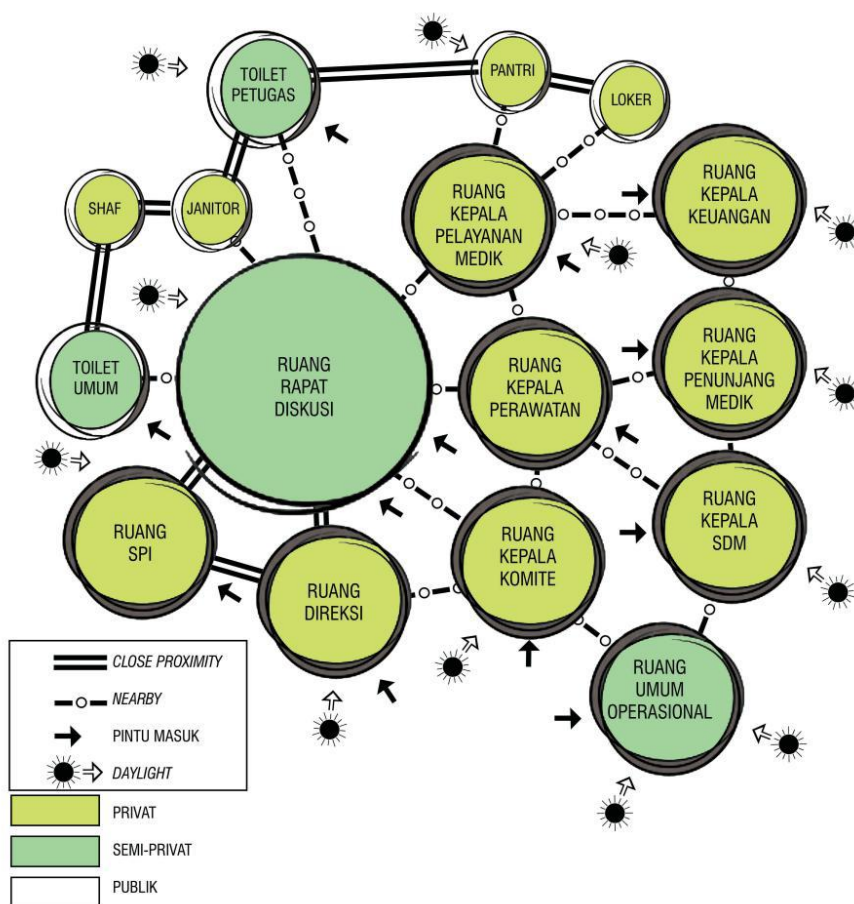 TOILET
PETUGAS
PANTRI
LOKER
SHAF
JANITOR
RUANG
KEPALA
PELAYANAN
MEDIK
RUANG
KEPALA
KEUANGAN
TOILET
UMUM
RUANG
RAPAT
DISKUSI
RUANG
KEPALA
PERAWATAN
RUANG
KEPALA
PENUNJANG
MEDIK
RUANG
SPI
RUANG
DIREKSI
RUANG
KEPALA
KOMITE
RUANG
KEPALA
SDM
RUANG
UMUM
OPERASIONAL
CLOSE PROXIMITY
NEARBY
PINTU MASUK
DAYLIGHT
PRIVAT
SEMI-PRIVAT
PUBLIK